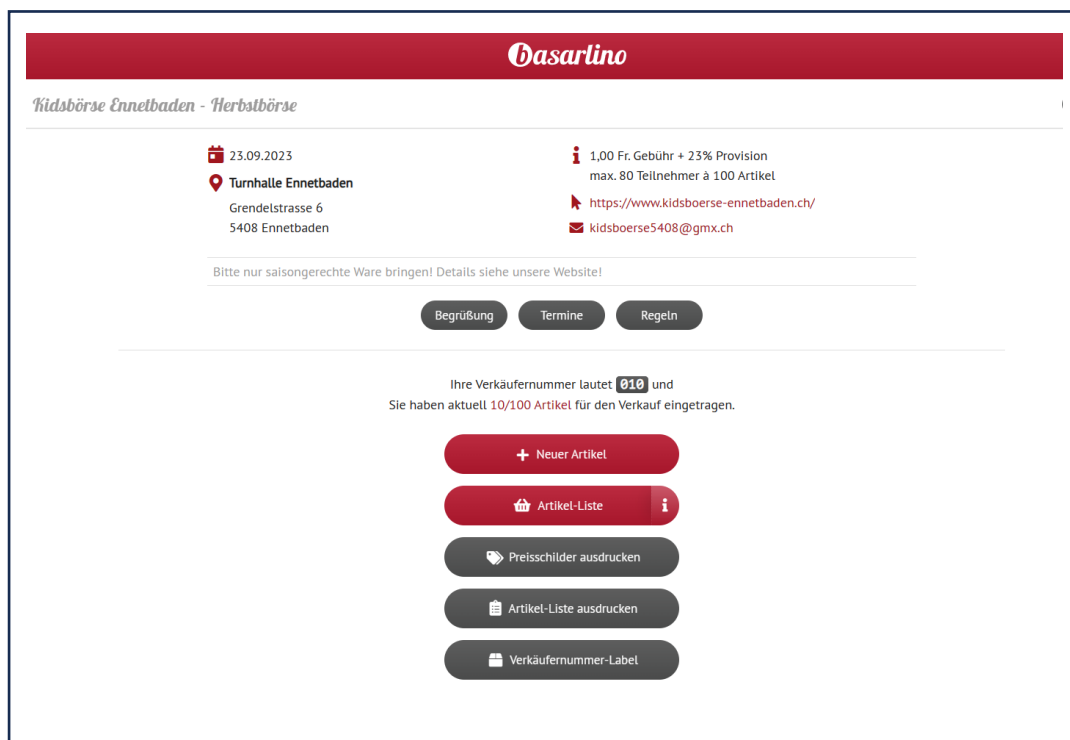 basarlino
Kidsbörse Ennetbaden - Herbstbörse
23.09.2023
Turnhalle Ennetbaden
Grendelstrasse 6
5408 Ennetbaden
1,00 Fr. Gebühr + 23% Provision
max. 80 Teilnehmer à 100 Artikel
https://www.kidsboerse-ennetbaden.ch/
kidsboerse5408@gmx.ch
Bitte nur saisongerechte Ware bringen! Details siehe unsere Website!
Begrüßung Termine Regeln
Ihre Verkäufernummer lautet 010 und
Sie haben aktuell 10/100 Artikel für den Verkauf eingetragen.
Neuer Artikel
Artikel-Liste
Preisschilder ausdrucken
Artikel-Liste ausdrucken
Verkäufernummer-Label